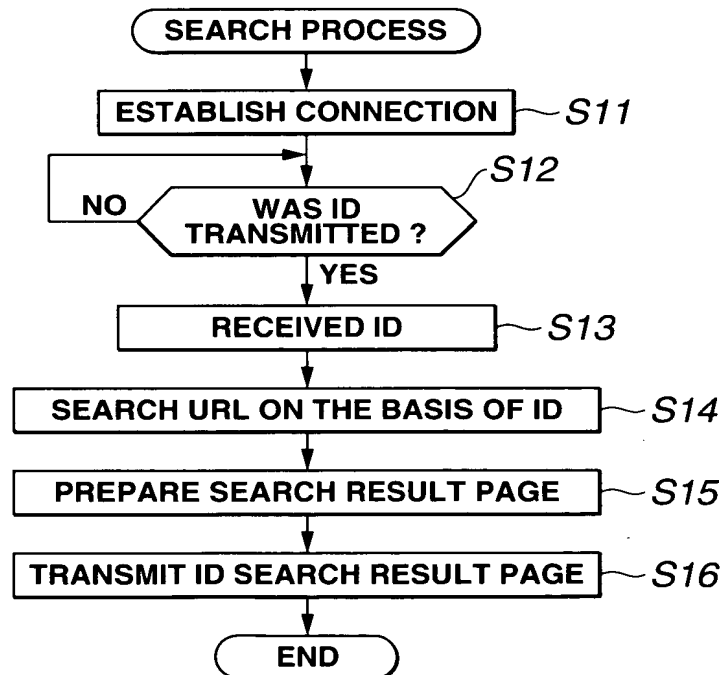 SEARCH PROCESS
ESTABLISH CONNECTION
S11
S12
NO
WAS ID
TRANSMITTED ?
YES
RECEIVED ID
S13
SEARCH URL ON THE BASIS OF ID
S14
PREPARE SEARCH RESULT PAGE
S15
TRANSMIT ID SEARCH RESULT PAGE
S16
END